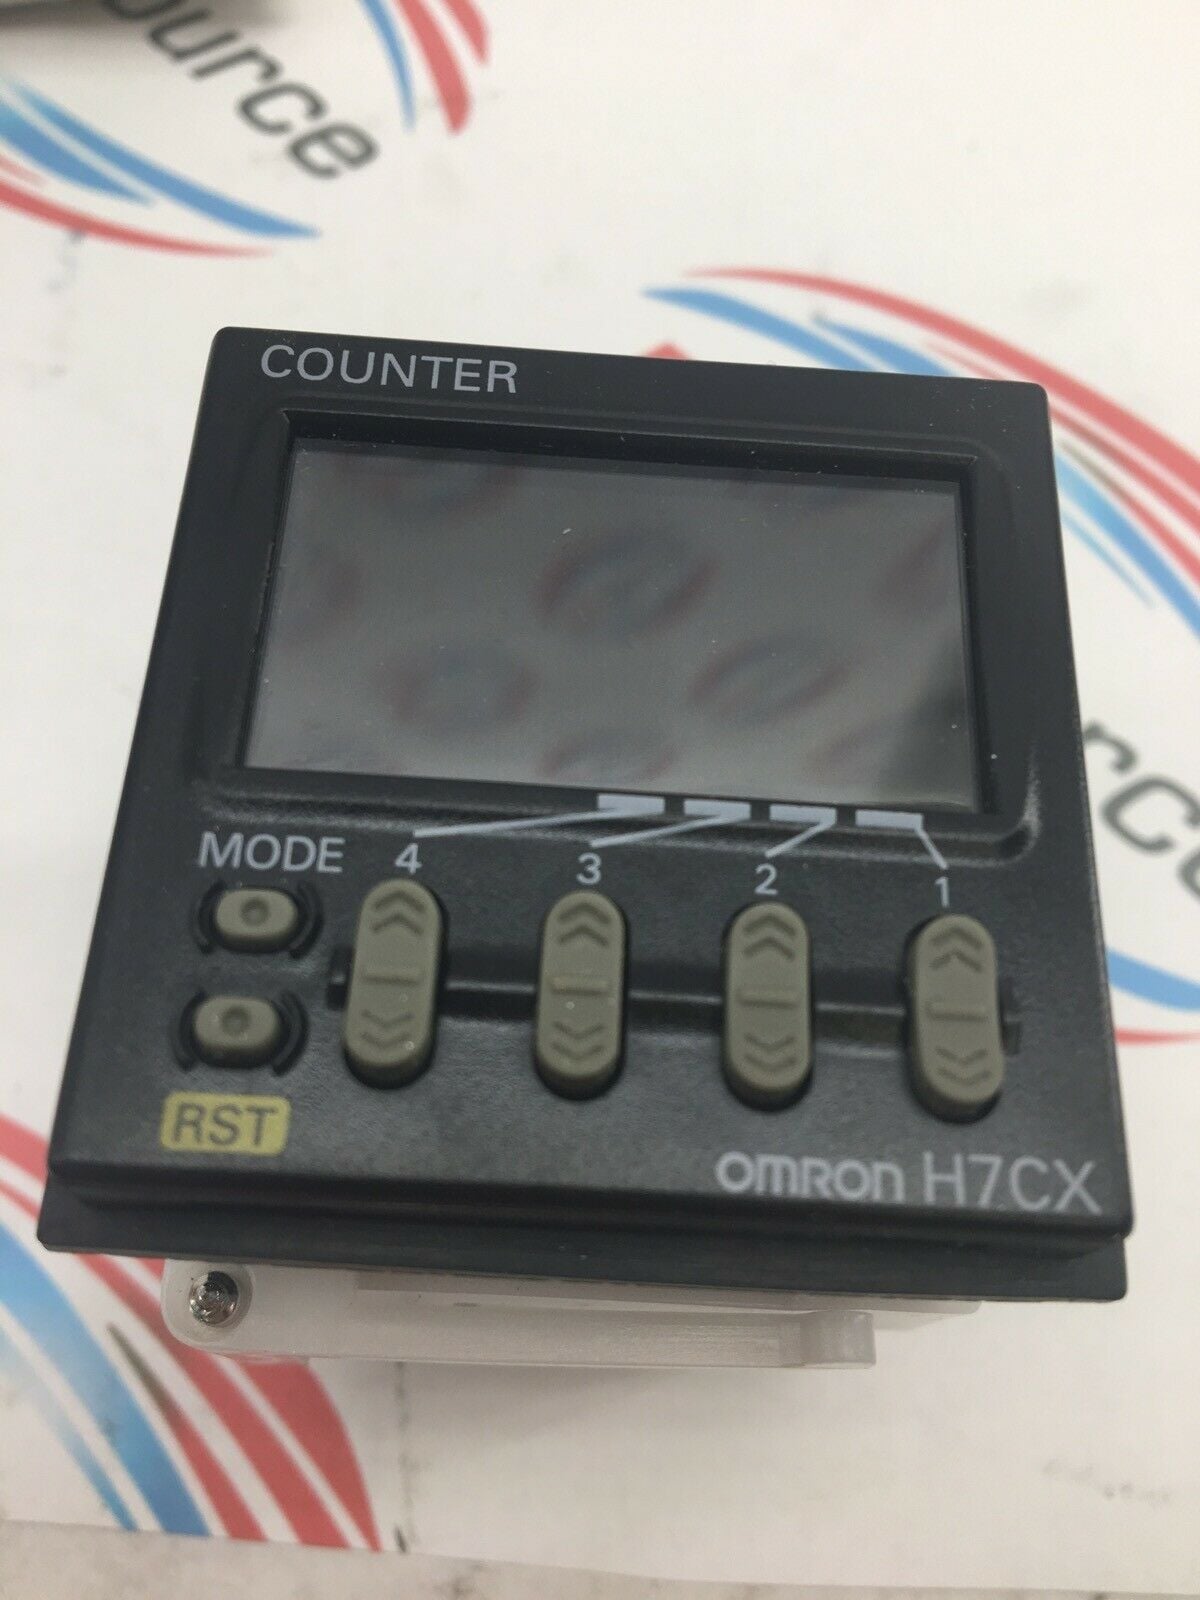 ource
COUNTER
MODE 4 3 2 1
RST
OMRON H7CX
rce